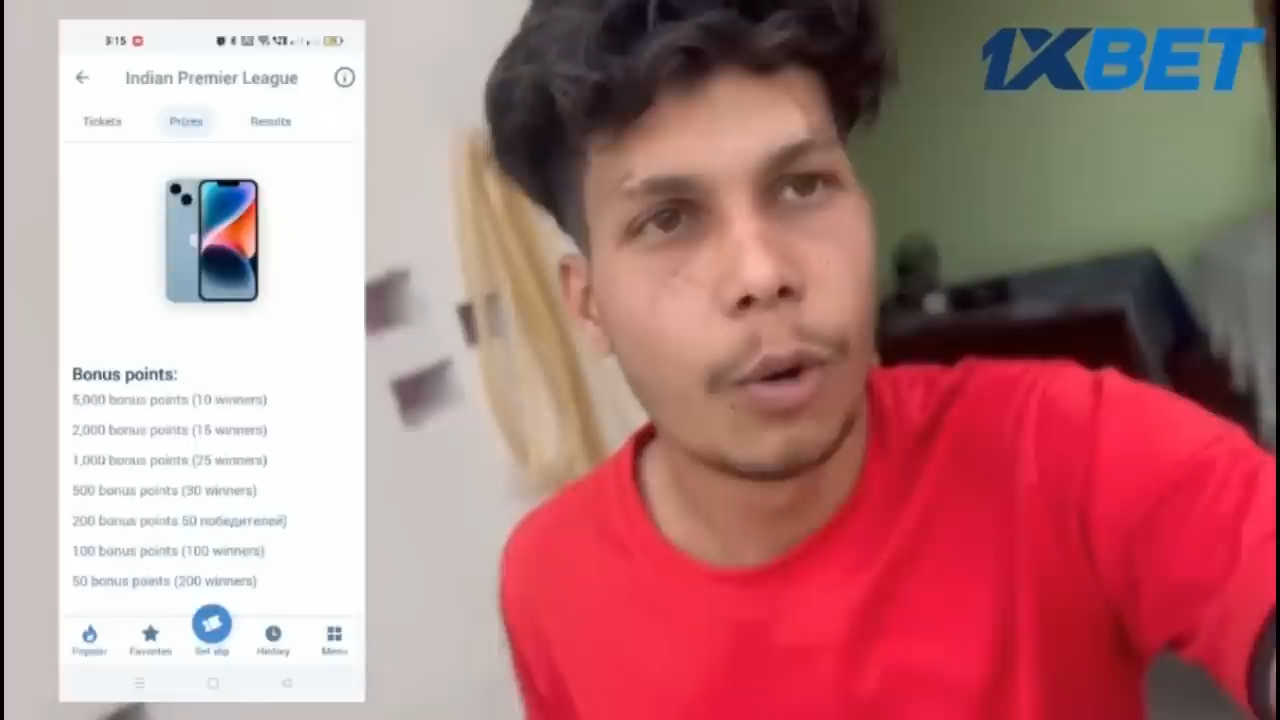 3:15
1XBET
Indian Premier League
Tickets
Prizes
Results
Bonus points:
5,000 bonus points (10 winners)
2,000 bonus points (15 winners)
1,000 bonus points (25 winners)
500 bonus points (30 winners)
200 bonus points 50 победителей)
100 bonus points (100 winners)
50 bonus points (200 winners)
Popular
Favorites
Bet slip
History
Menu